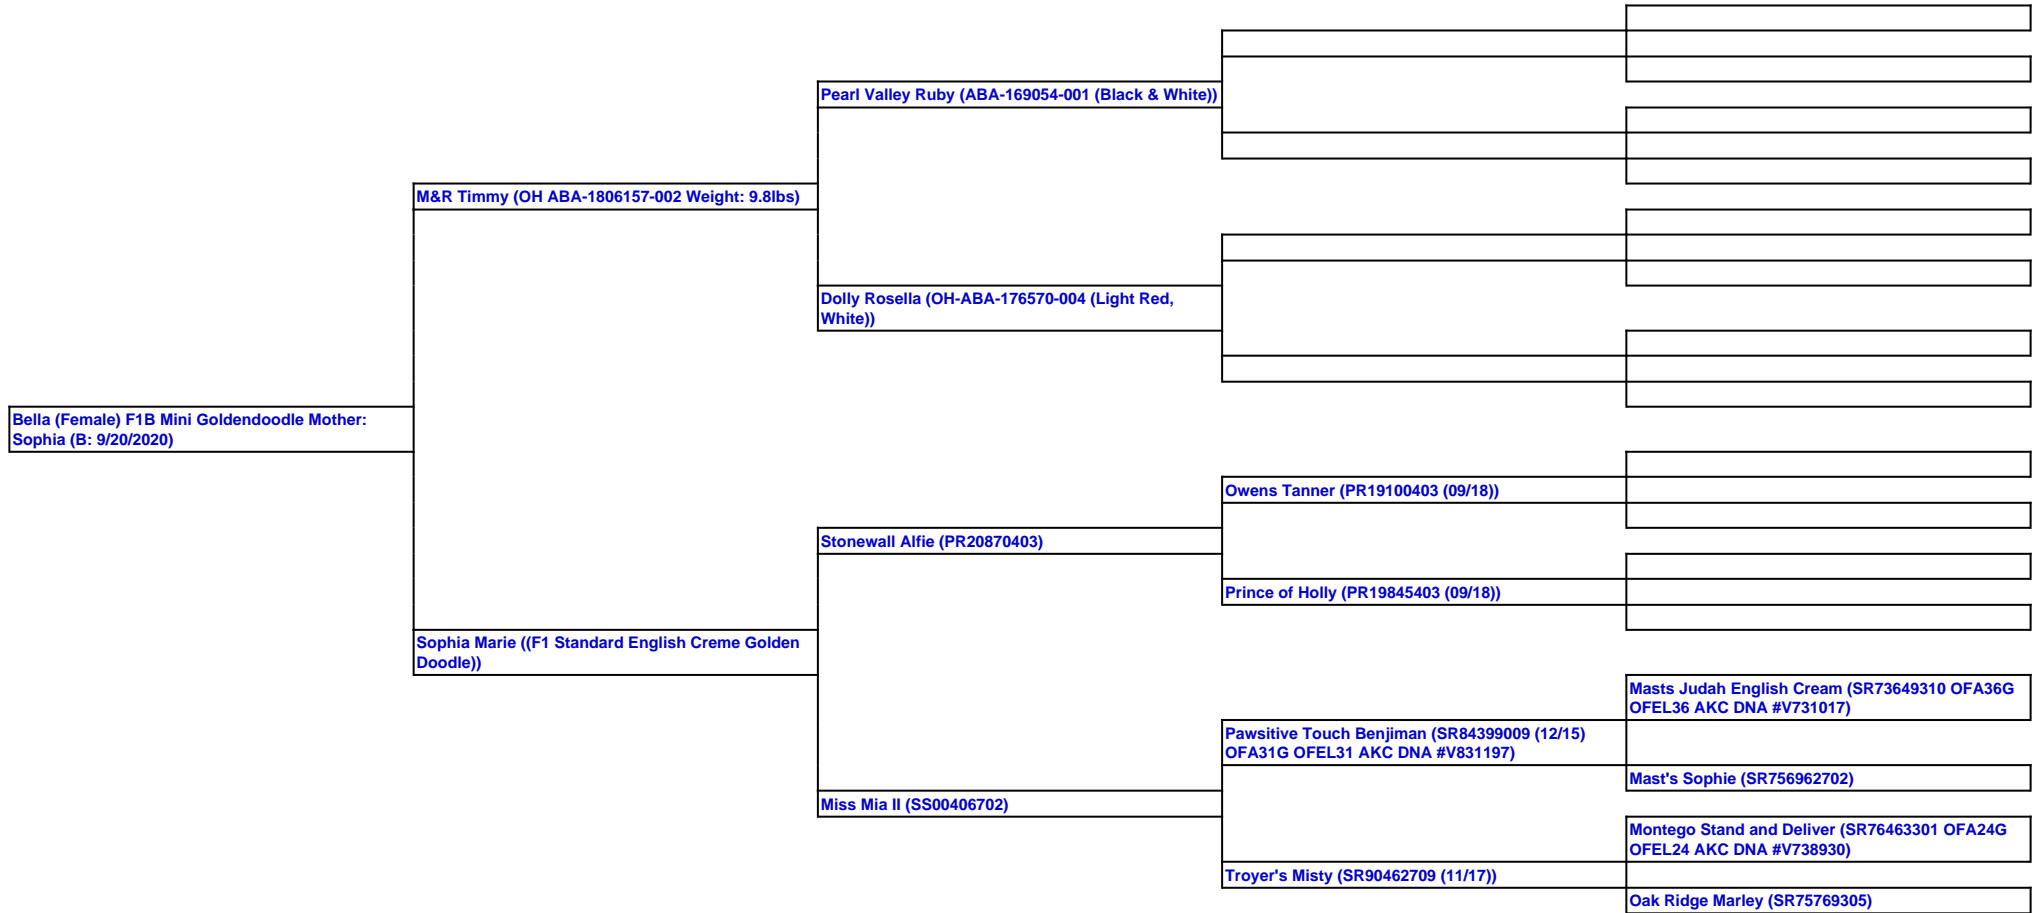 Pearl Valley Ruby (ABA-169054-001 (Black & White))
M&R Timmy (OH ABA-1806157-002 Weight: 9.8lbs)
Dolly Rosella (OH-ABA-176570-004 (Light Red,
White))
Bella (Female) F1B Mini Goldendoodle Mother:
Sophia (B: 9/20/2020)
Owens Tanner (PR19100403 (09/18))
Stonewall Alfie (PR20870403)
Prince of Holly (PR19845403 (09/18))
Sophia Marie ((F1 Standard English Creme Golden
Doodle))
Masts Judah English Cream (SR73649310 OFA36G
OFEL36 AKC DNA #V731017)
Pawsitive Touch Benjiman (SR84399009 (12/15)
OFA31G OFEL31 AKC DNA #V831197)
Mast's Sophie (SR756962702)
Miss Mia II (SS00406702)
Montego Stand and Deliver (SR76463301 OFA24G
OFEL24 AKC DNA #V738930)
Troyer's Misty (SR90462709 (11/17))
Oak Ridge Marley (SR75769305)